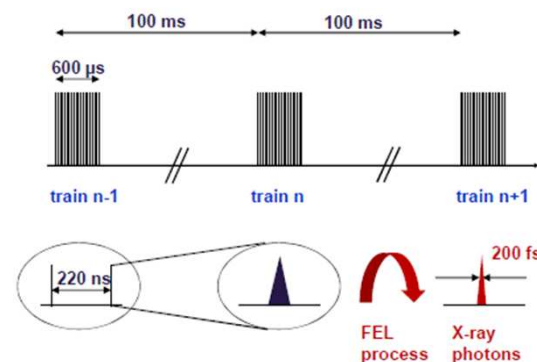 100 ms
100 ms
600 µs
train n-1
train n
train n+1
220 ns
200 fs
FEL
process
X-ray
photons